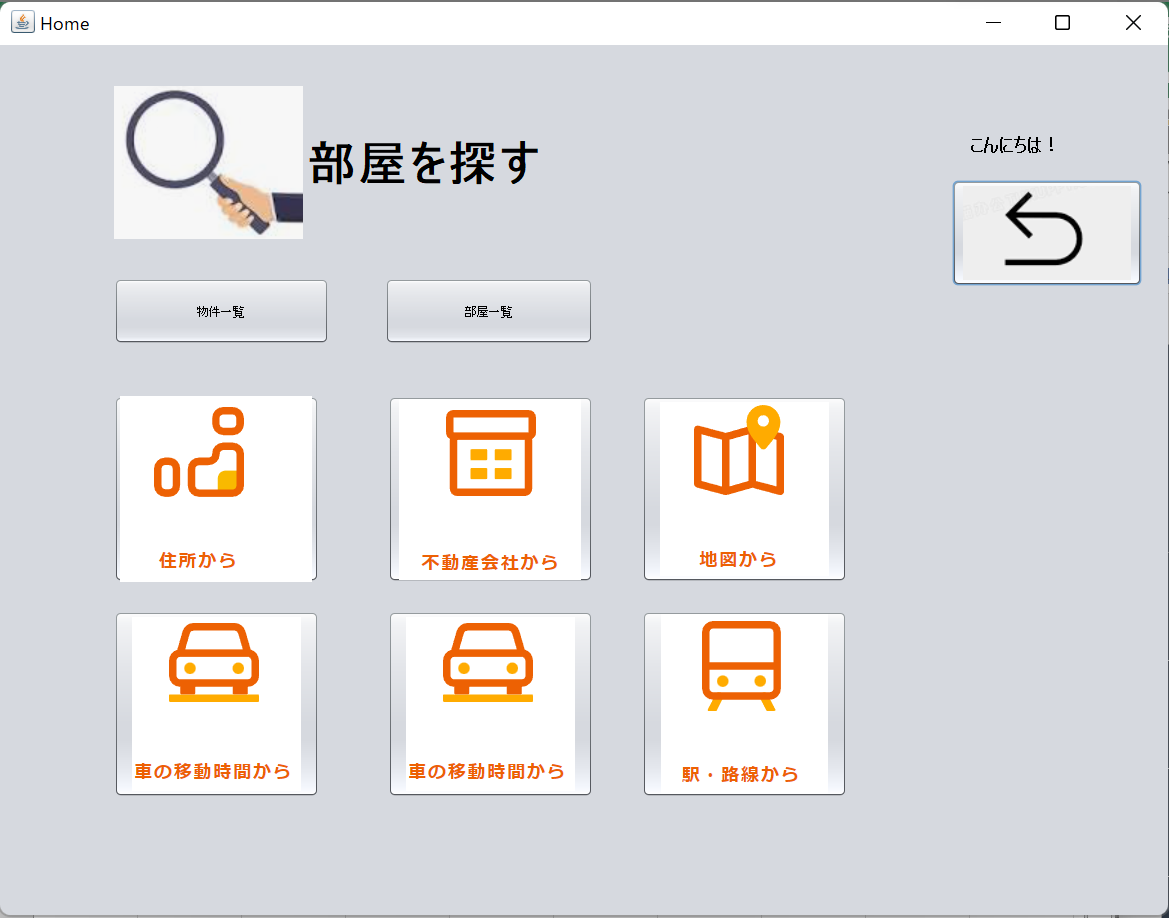 Home
部屋を探す
こんにちは！
物件一覧
部屋一覧
住所から
不動産会社から
地図から
車の移動時間から
車の移動時間から
駅・路線から